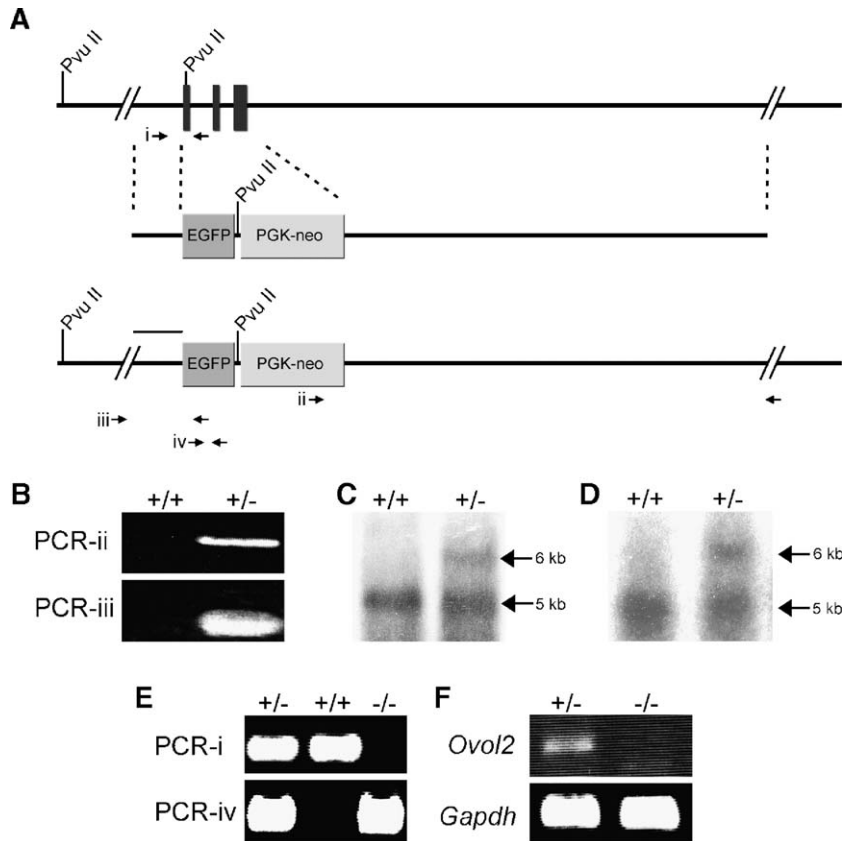 A
Pvu II
Pvu II
i
Pvu II
EGFP PGK-neo
Pvu II
Pvu II
EGFP PGK-neo
ii
iii
iv
B
+/+ +/-
PCR-ii
PCR-iii
C
+/+ +/-
6 kb
5 kb
D
+/+ +/-
6 kb
5 kb
E
+/- +/+ -/-
PCR-i
PCR-iv
F
+/- -/-
Ovol2
Gapdh